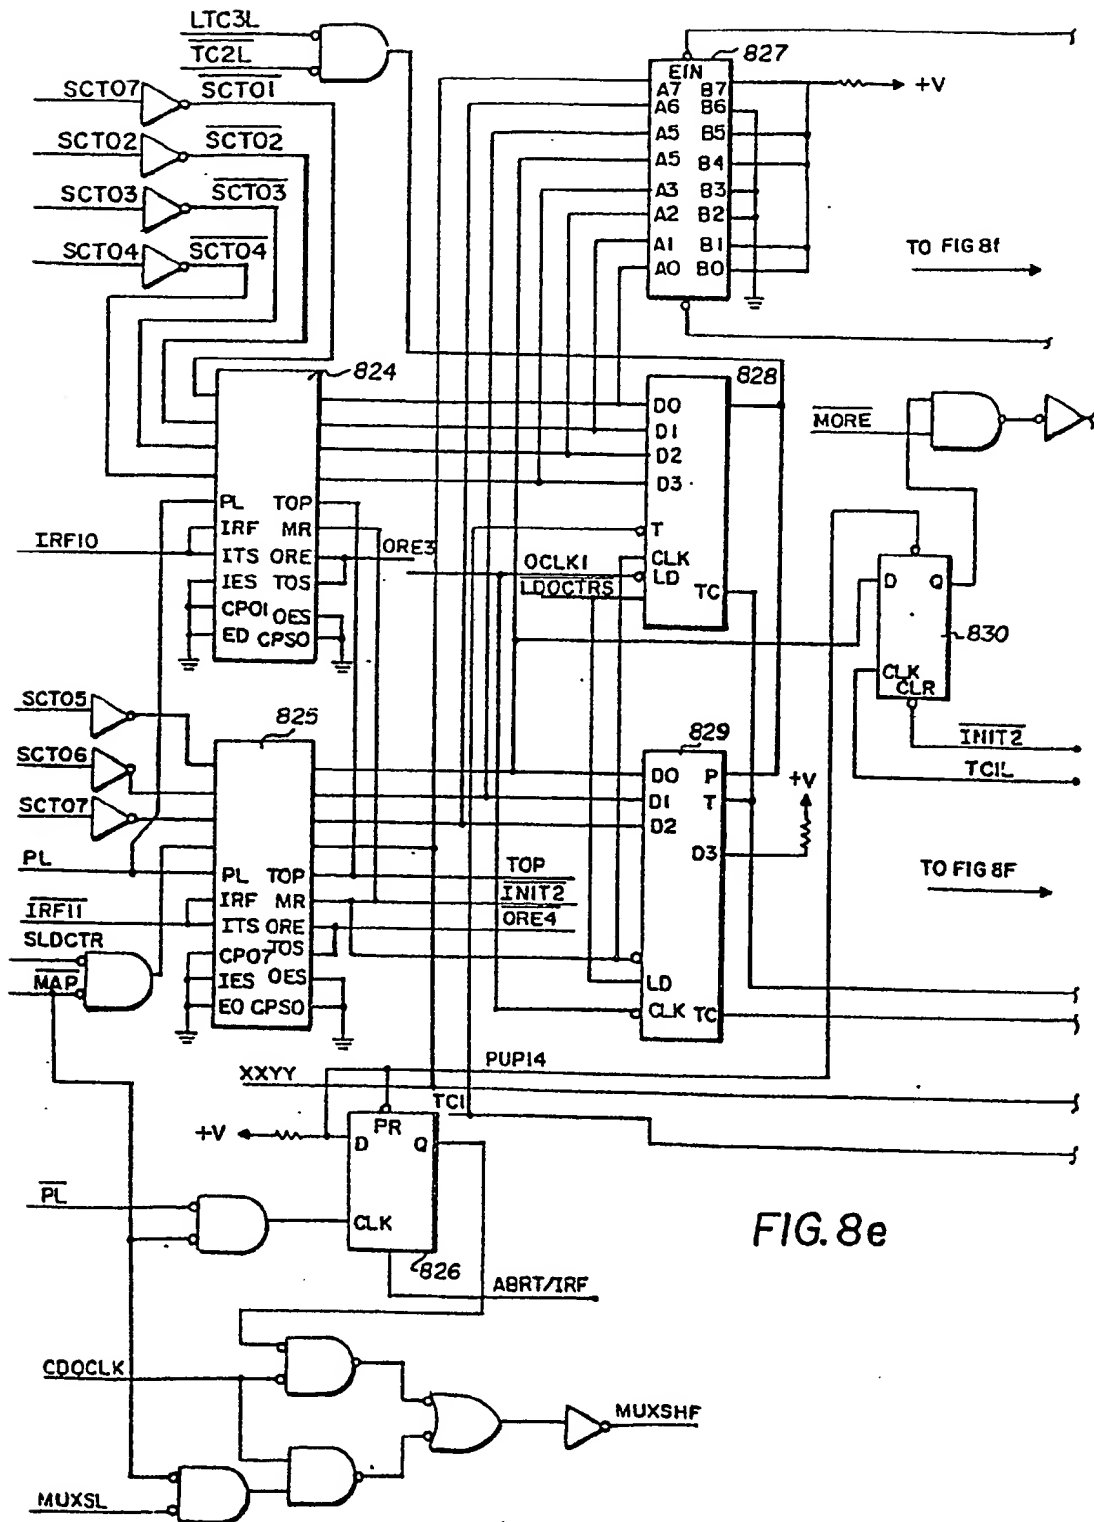 LTC3L
TC2L
SCT07
SCT01
SCT02
SCT02
SCT03
SCT03
SCT04
SCT04
827
EIN
A7 B7
A6 B6
A5 B5
A5 B4
A3 B3
A2 B2
A1 B1
A0 B0
+V
TO FIG 8f
824
PL TOP
IRF MR
ITS ORE
IES TOS
CPO1 OES
ED CPSO
IRF10
ORE3
OCLK1
LDOCTRS
828
D0
D1
D2
D3
T
CLK
LD
TC
MORE
D Q
830
CLK
CLR
INIT2
TC1L
SCT05
SCT06
SCT07
PL
IRF11
SLDCTR
MAP
825
PL TOP
IRF MR
ITS ORE
CPO7 TOS
IES OES
EO CPSO
TOP
INIT2
ORE4
829
D0 P
D1 T
D2
D3
LD
CLK TC
+V
TO FIG 8F
XXYY
PUP14
TC1
+V
PR
D Q
CLK
826
PL
ABRT/IRF
FIG. 8e
CDOCLK
MUXSHF
MUXSL